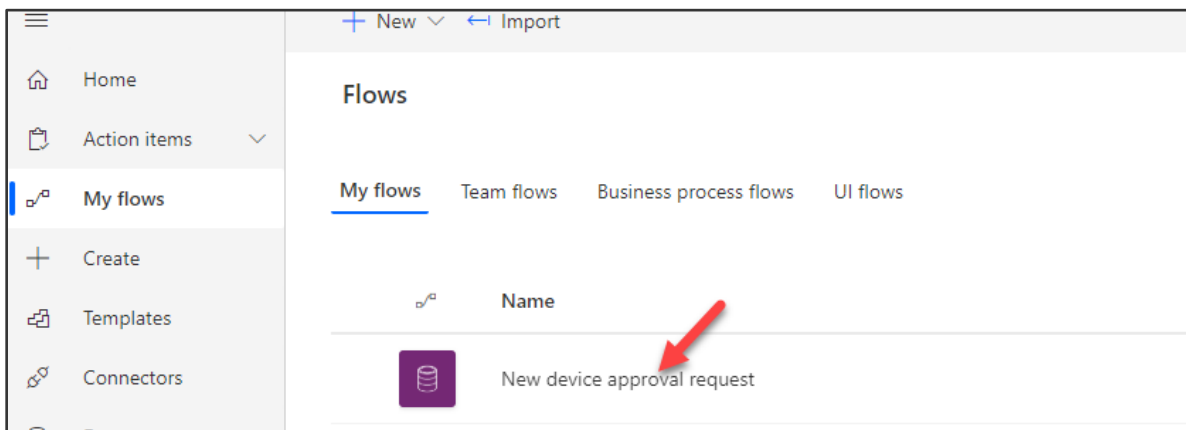 New Import
Home
Flows
Action items
My flows Team flows Business process flows UI flows
My flows
Create
Name
Templates
Connectors
New device approval request